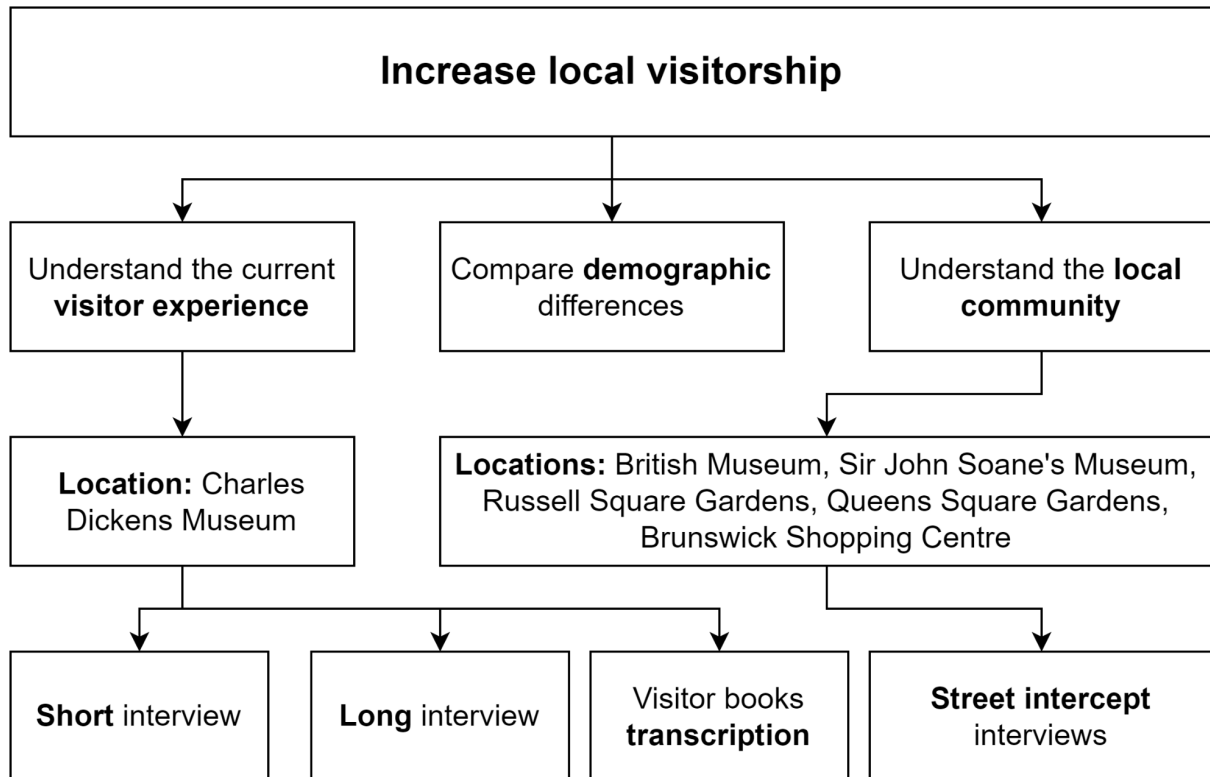 Increase local visitorship
Understand the current
visitor experience
Compare demographic
differences
Understand the local
community
Location: Charles
Dickens Museum
Locations: British Museum, Sir John Soane's Museum,
Russell Square Gardens, Queens Square Gardens,
Brunswick Shopping Centre
Short interview
Long interview
Visitor books
transcription
Street intercept
interviews